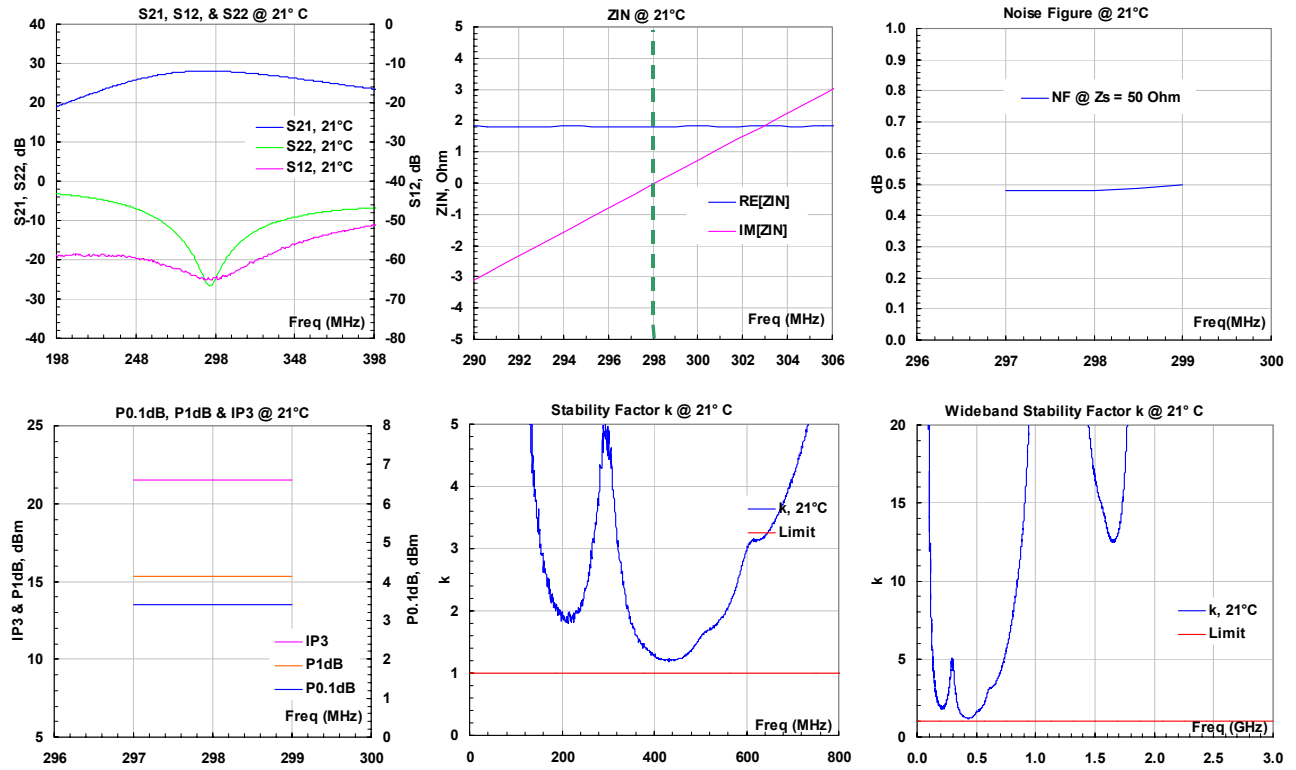 S21, S12, & S22 @ 21° C
40
30
20
10
0
-10
-20
-30
-40
0
-10
-20
-30
-40
-50
-60
-70
-80
S21, S22, dB
S12, dB
S21, 21°C
S22, 21°C
S12, 21°C
Freq (MHz)
198 248 298 348 398
ZIN @ 21°C
5
4
3
2
1
0
-1
-2
-3
-4
-5
ZIN, Ohm
RE[ZIN]
IM[ZIN]
Freq (MHz)
290 292 294 296 298 300 302 304 306
Noise Figure @ 21°C
1.0
0.9
0.8
0.7
0.6
0.5
0.4
0.3
0.2
0.1
0.0
dB
NF @ Zs = 50 Ohm
Freq(MHz)
296 297 298 299 300
P0.1dB, P1dB & IP3 @ 21°C
25
20
15
10
5
8
7
6
5
4
3
2
1
0
IP3 & P1dB, dBm
P0.1dB, dBm
IP3
P1dB
P0.1dB
Freq (MHz)
296 297 298 299 300
Stability Factor k @ 21° C
5
4
3
2
1
0
k
k, 21°C
Limit
Freq (MHz)
0 200 400 600 800
Wideband Stability Factor k @ 21° C
20
15
10
5
0
k
k, 21°C
Limit
Freq (GHz)
0.0 0.5 1.0 1.5 2.0 2.5 3.0